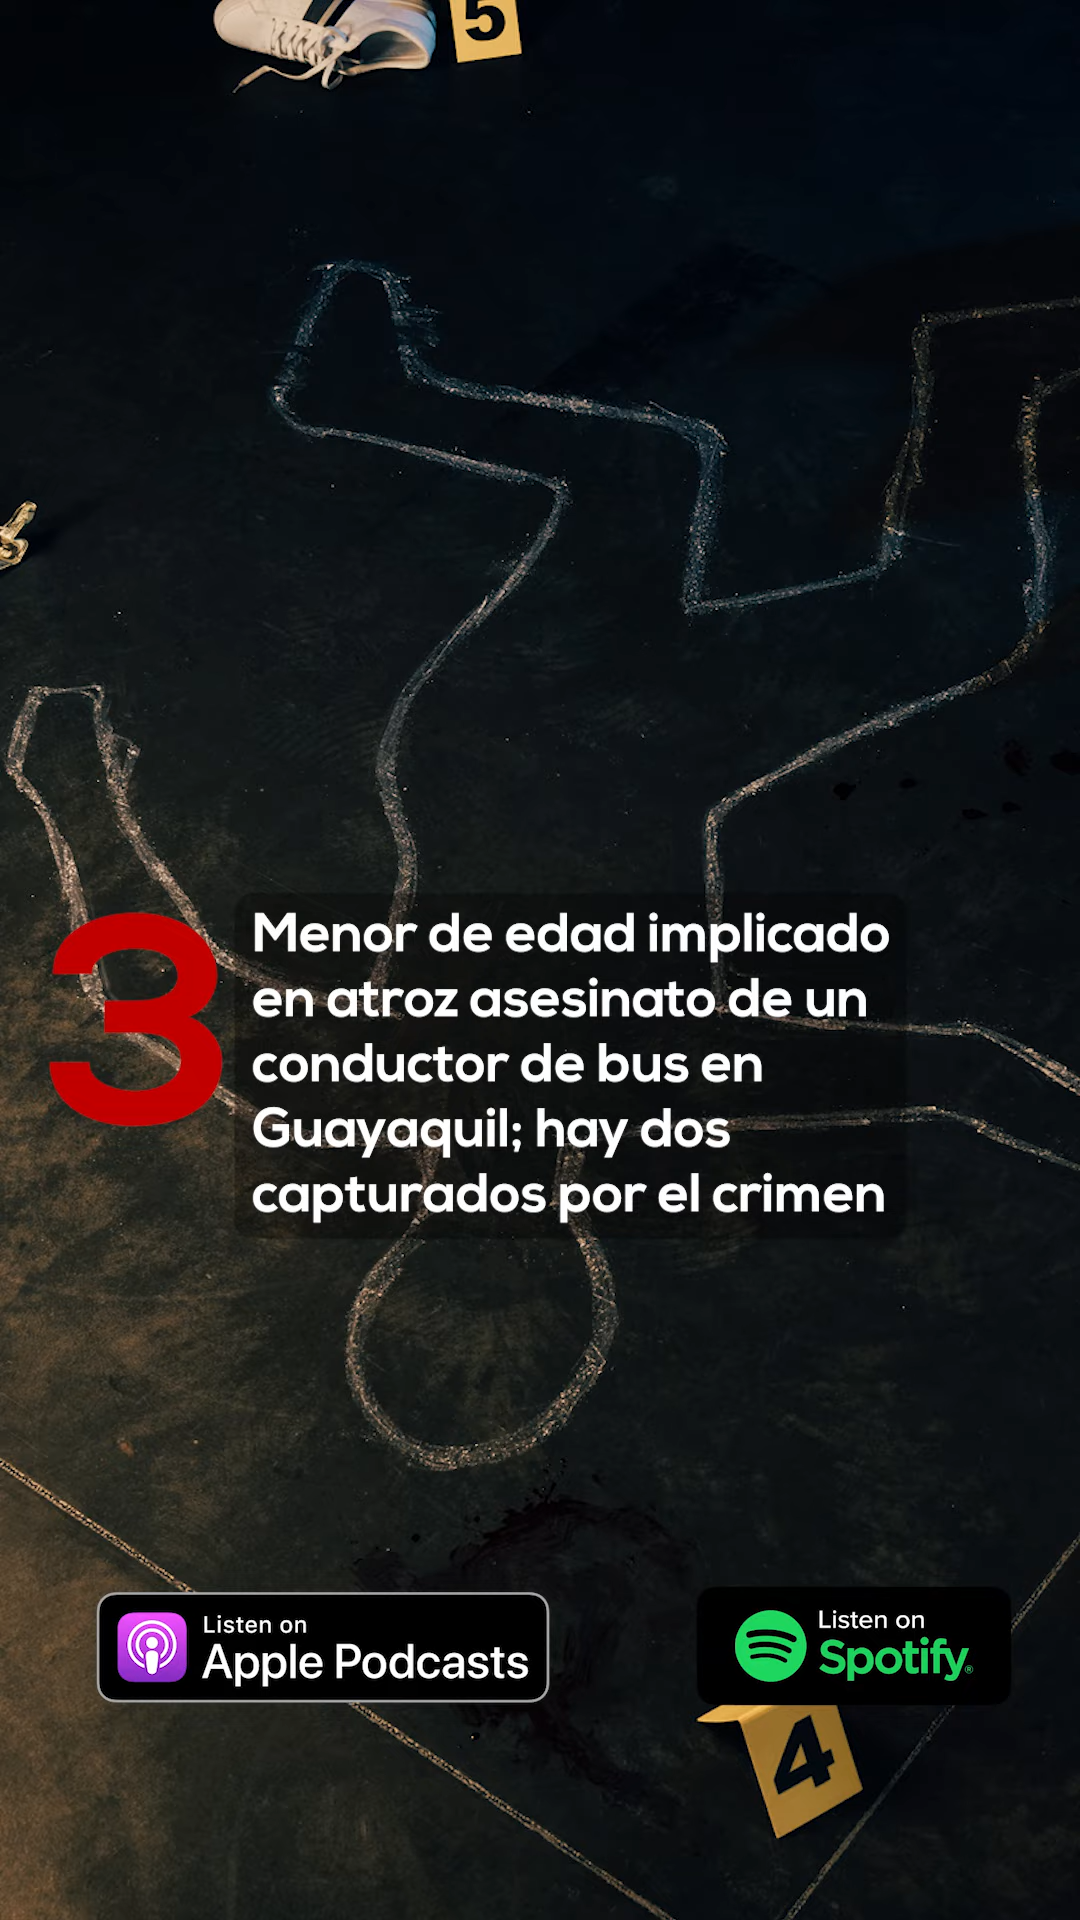 5
3
Menor de edad implicado
en atroz asesinato de un
conductor de bus en
Guayaquil; hay dos
capturados por el crimen
Listen on
Apple Podcasts
Listen on
Spotify®
4